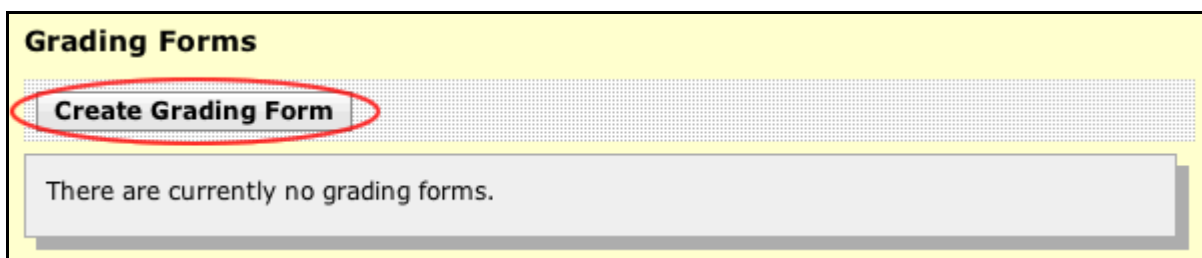 Grading Forms
Create Grading Form
There are currently no grading forms.